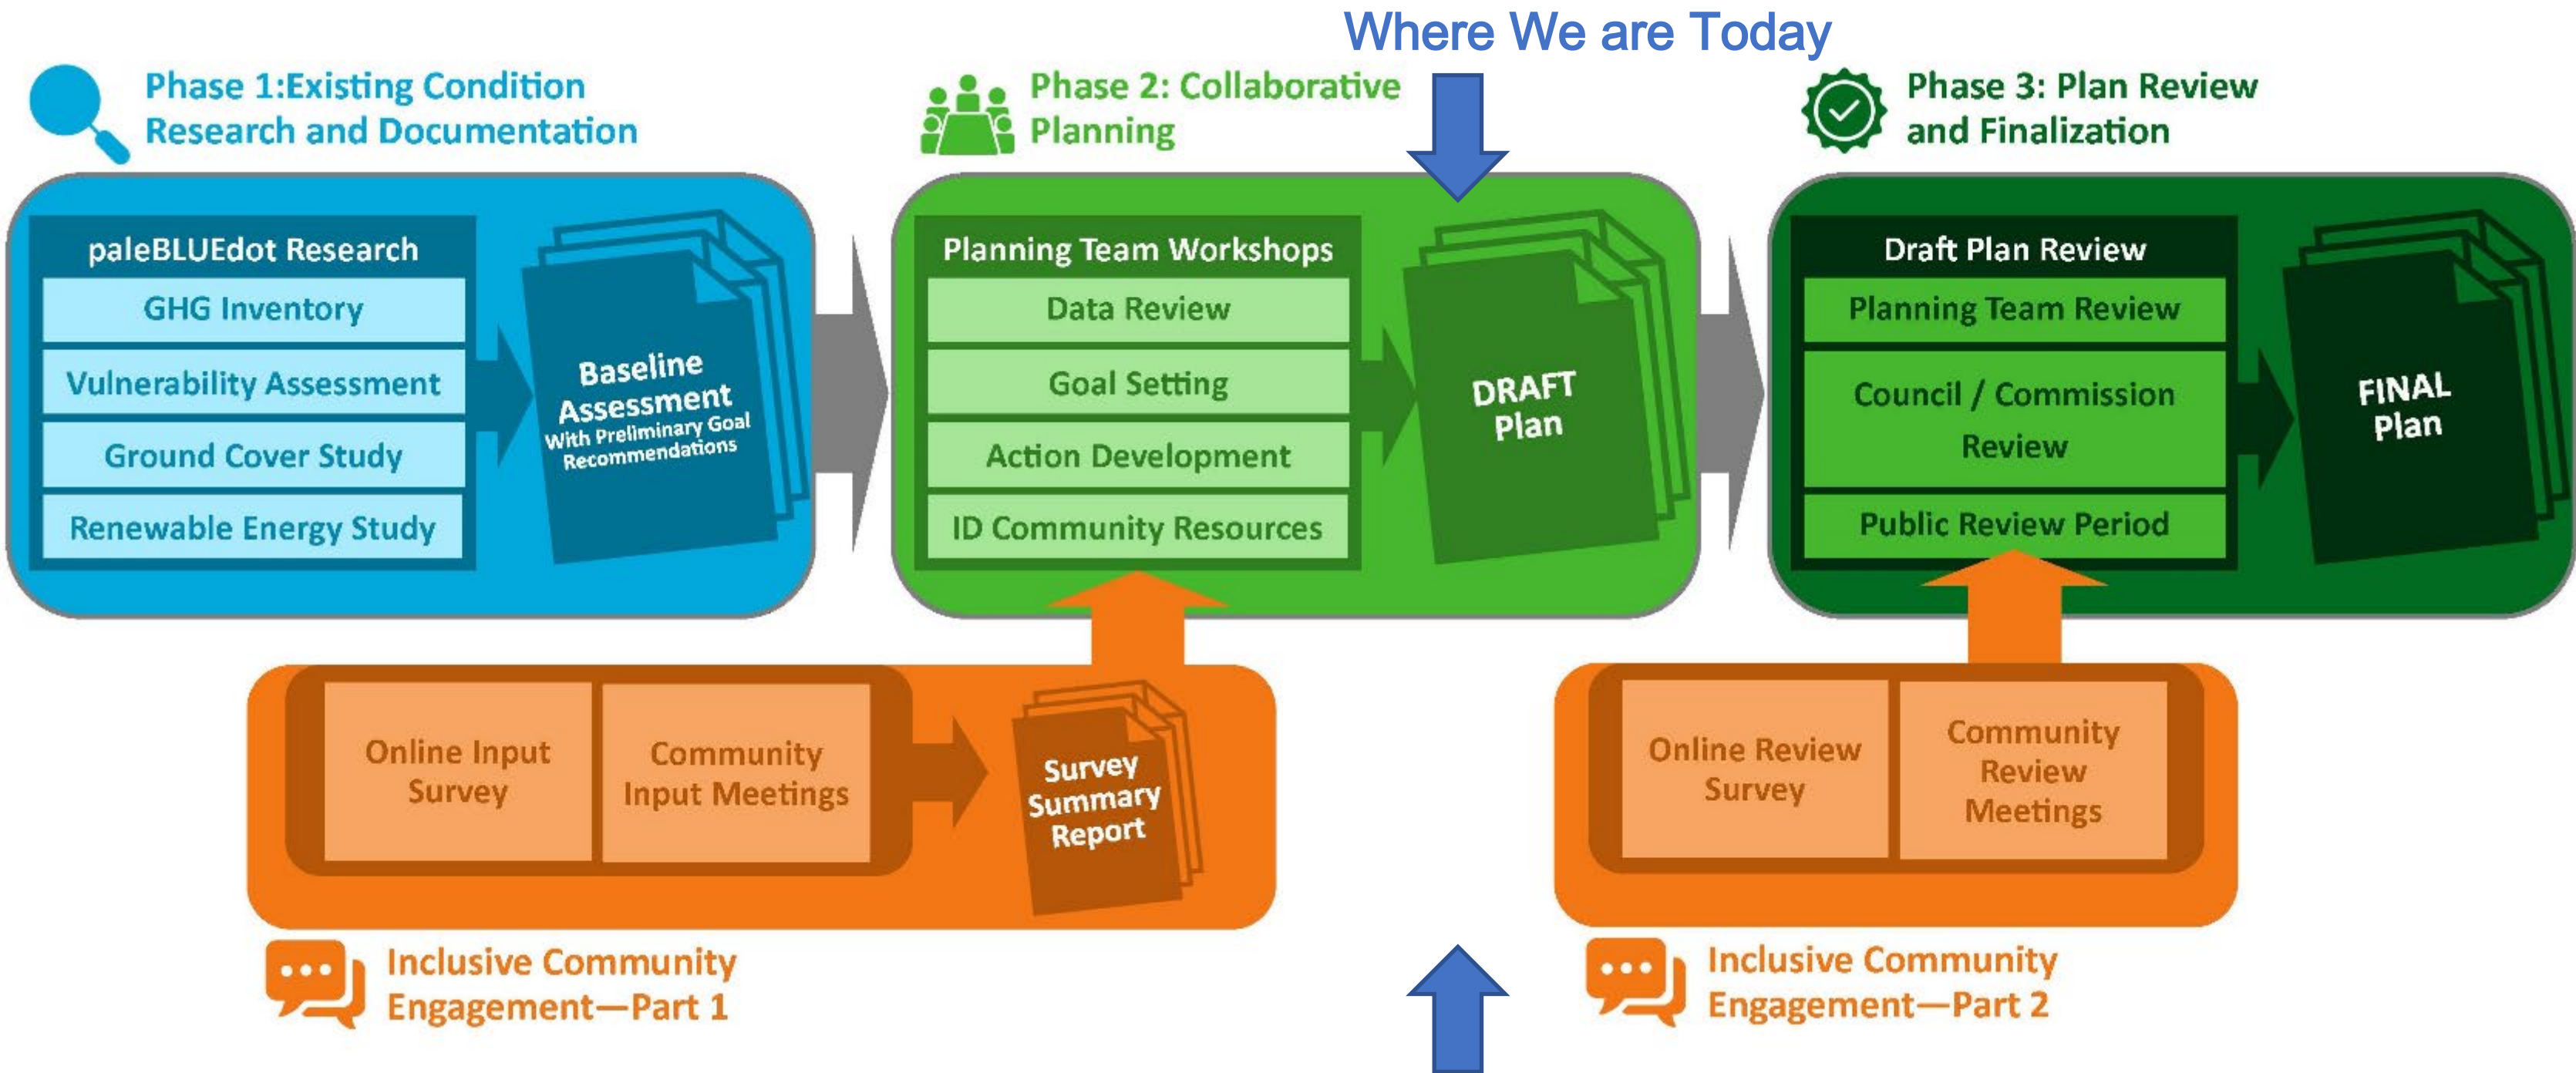 Where We are Today
Phase 1:Existing Condition
Research and Documentation
paleBLUEdot Research
GHG Inventory
Vulnerability Assessment
Ground Cover Study
Renewable Energy Study
Baseline
Assessment
With Preliminary Goal
Recommendations
Phase 2: Collaborative
Planning
Planning Team Workshops
Data Review
Goal Setting
Action Development
ID Community Resources
DRAFT
Plan
Phase 3: Plan Review
and Finalization
Draft Plan Review
Planning Team Review
Council / Commission
Review
Public Review Period
FINAL
Plan
Online Input
Survey
Community
Input Meetings
Survey
Summary
Report
Inclusive Community
Engagement—Part 1
Online Review
Survey
Community
Review
Meetings
Inclusive Community
Engagement—Part 2